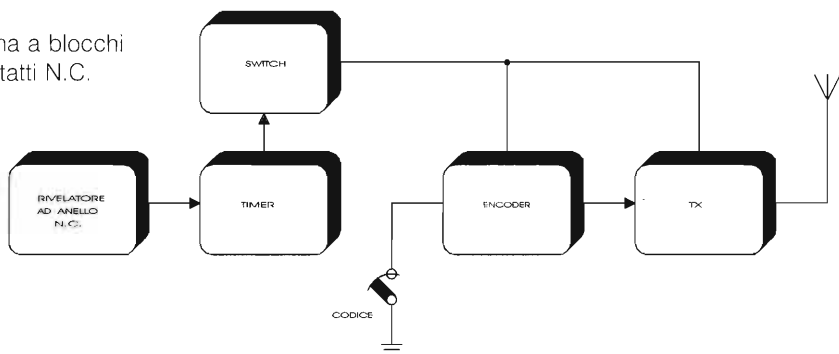 na a blocchi
tatti N.C.
SWITCH
RIVELATORE
AD ANELLO
N.C.
TIMER
ENCODER
TX
CODICE